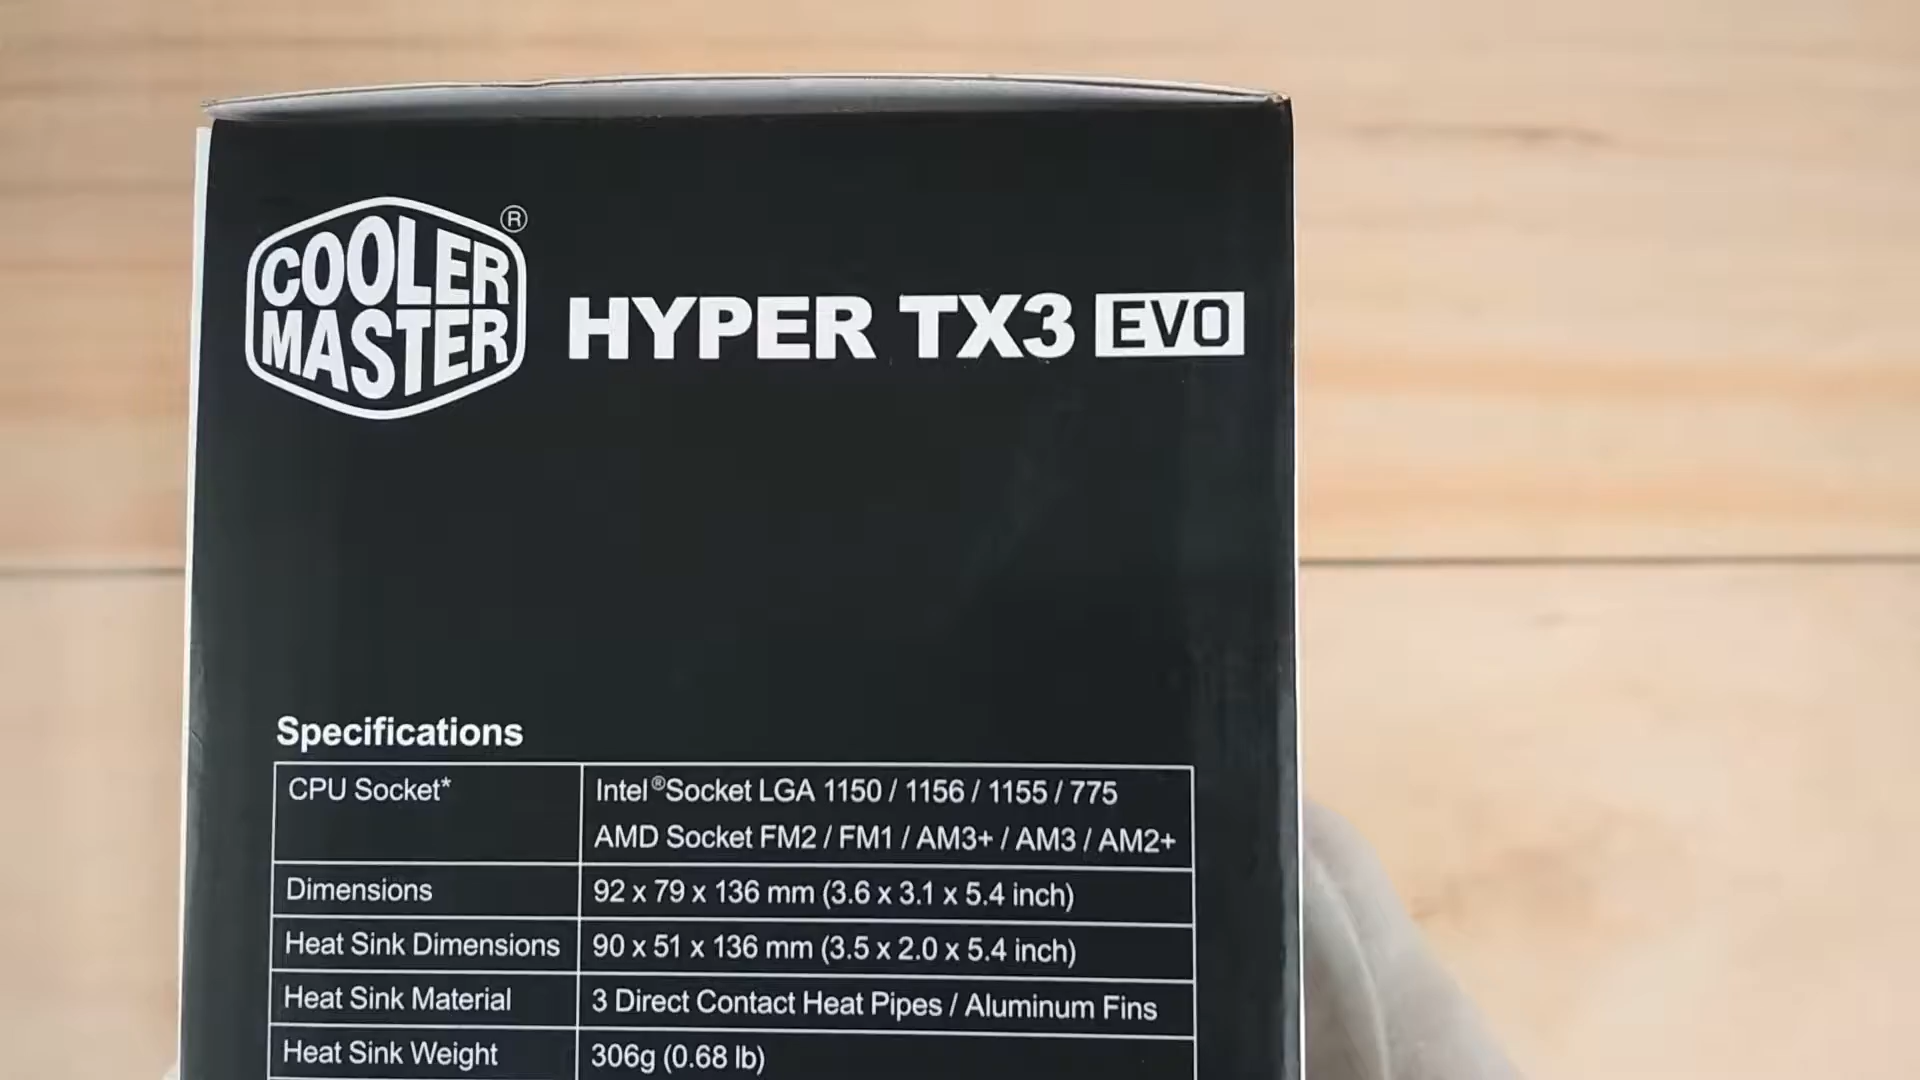 COOLER
MASTER®
HYPER TX3 EVO
Specifications
CPU Socket*
Intel®Socket LGA 1150 / 1156 / 1155 / 775
AMD Socket FM2 / FM1 / AM3+ / AM3 / AM2+
Dimensions
92 x 79 x 136 mm (3.6 x 3.1 x 5.4 inch)
Heat Sink Dimensions
90 x 51 x 136 mm (3.5 x 2.0 x 5.4 inch)
Heat Sink Material
3 Direct Contact Heat Pipes / Aluminum Fins
Heat Sink Weight
306g (0.68 lb)